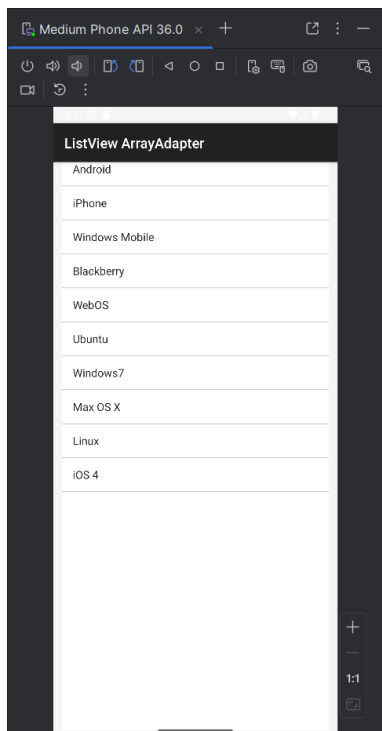 Medium Phone API 36.0
ListView ArrayAdapter
Android
iPhone
Windows Mobile
Blackberry
WebOS
Ubuntu
Windows7
Max OS X
Linux
iOS 4
1:1